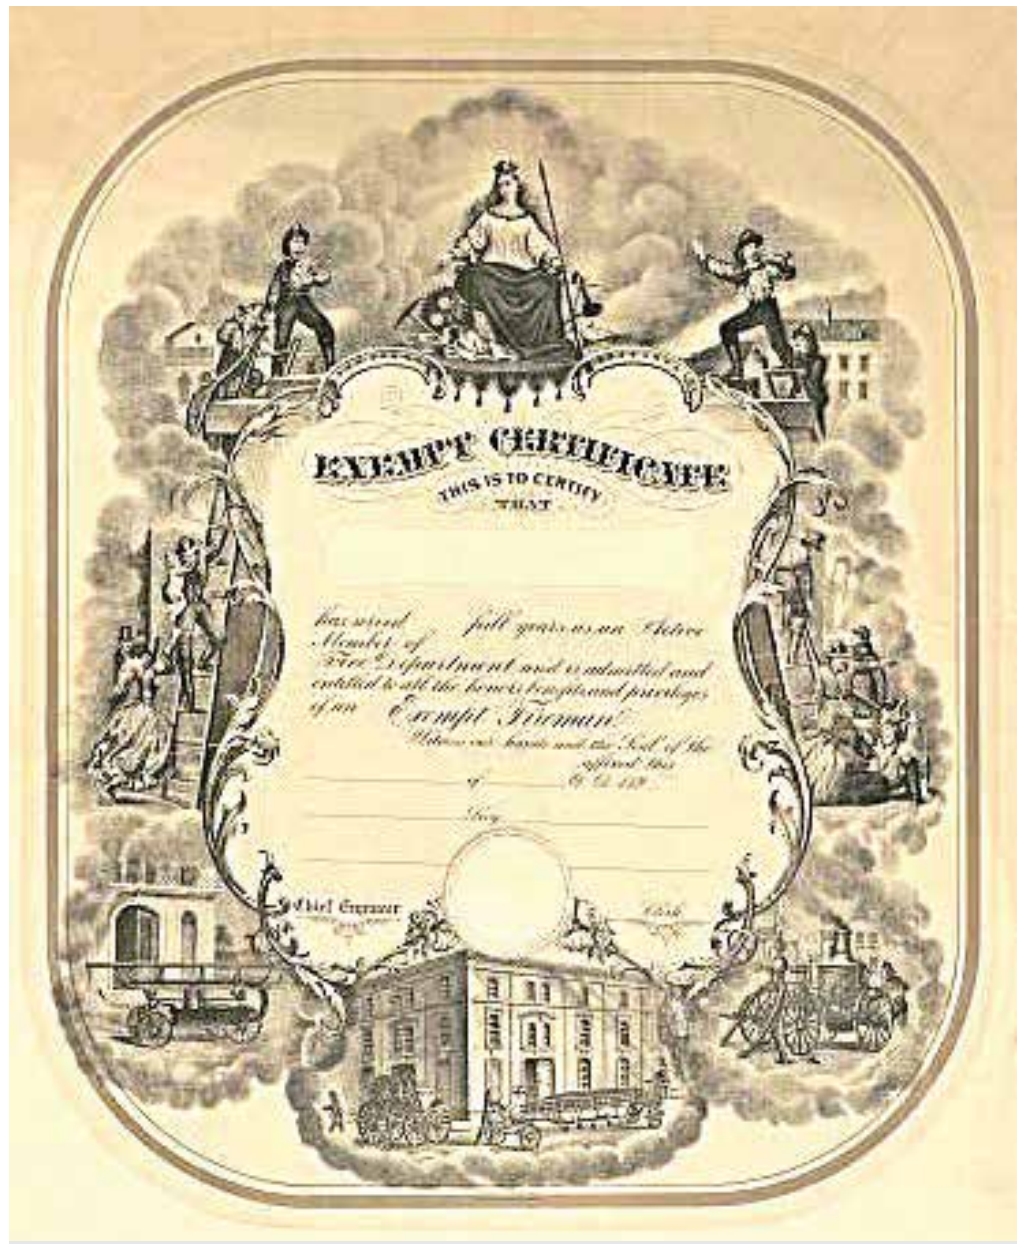 EXEMPT CERTIFICATE
THIS IS TO CERTIFY
THAT
has served full years as an Active
Member of
Fire Department and is admitted and
entitled to all the honors benefits and privileges
of an Exempt Fireman
Witness our hands and the Seal of the
affixed this
of A. D. 18
Chief Engineer
Clerk